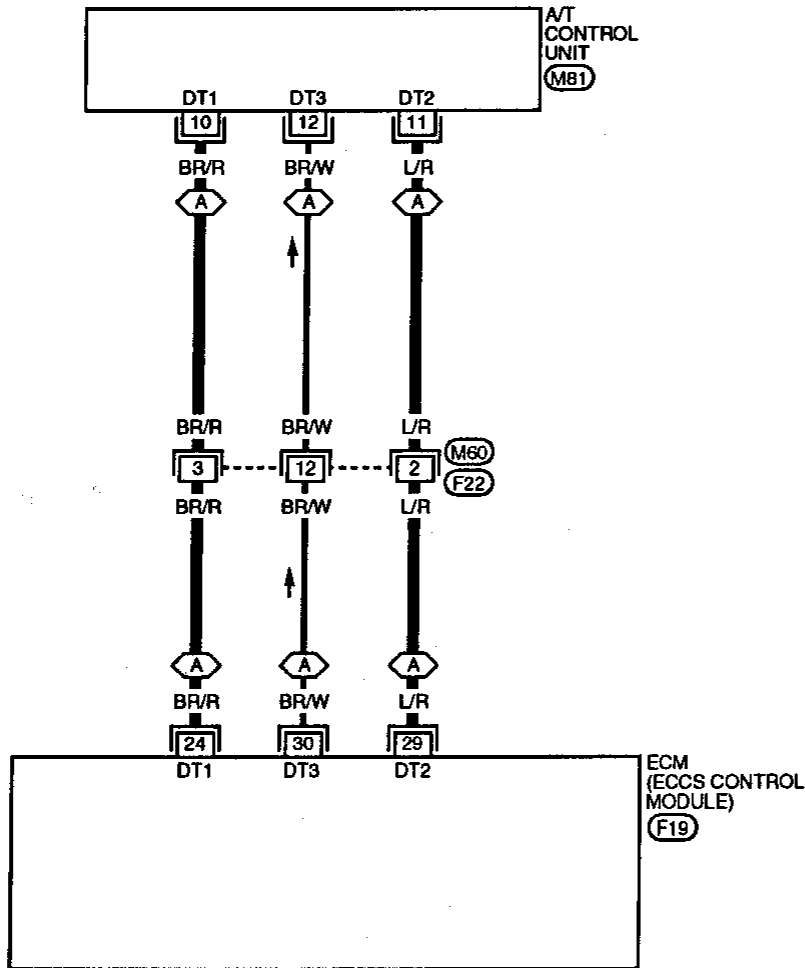 A/T
CONTROL
UNIT
M81
DT1 DT3 DT2
10 12 11
BR/R BR/W L/R
A A A
BR/R BR/W L/R
M60
3 12 2
F22
BR/R BR/W L/R
A A A
BR/R BR/W L/R
24 30 29
DT1 DT3 DT2
ECM
(ECCS CONTROL
MODULE)
F19